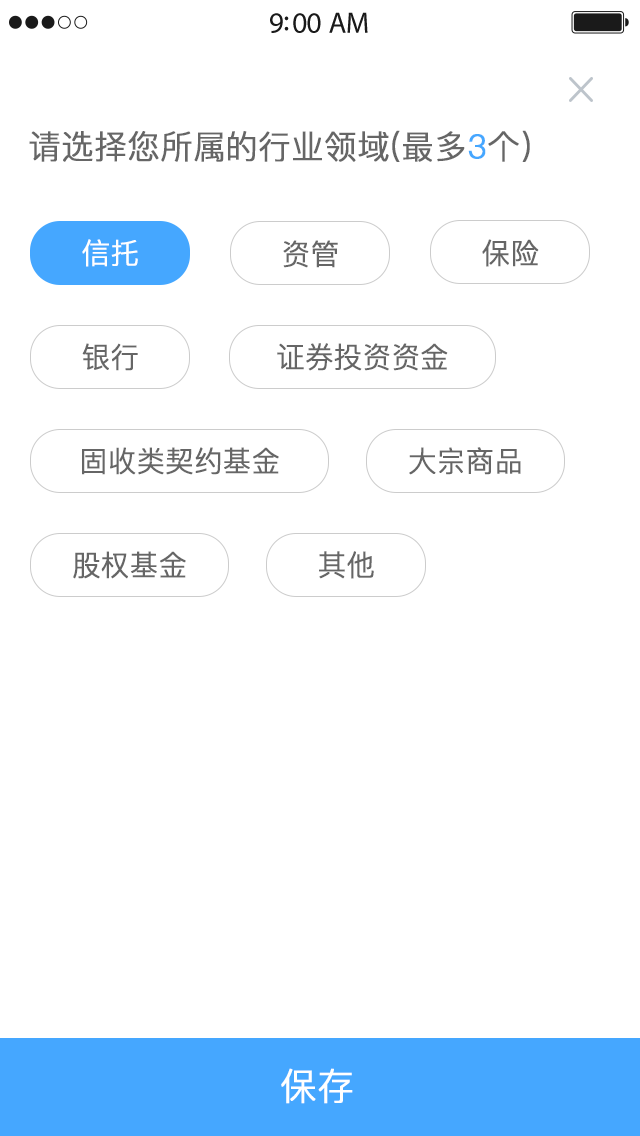 9:00 AM
请选择您所属的行业领域(最多3个)
信托 资管 保险
银行 证券投资资金
固收类契约基金 大宗商品
股权基金 其他
保存